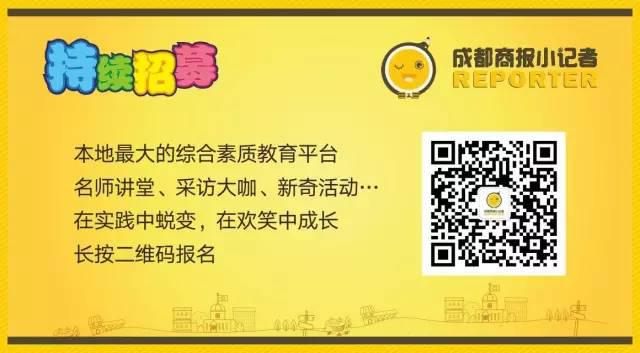 持续招募
成都商报小记者
REPORTER
本地最大的综合素质教育平台
名师讲堂、采访大咖、新奇活动…
在实践中蜕变，在欢笑中成长
长按二维码报名